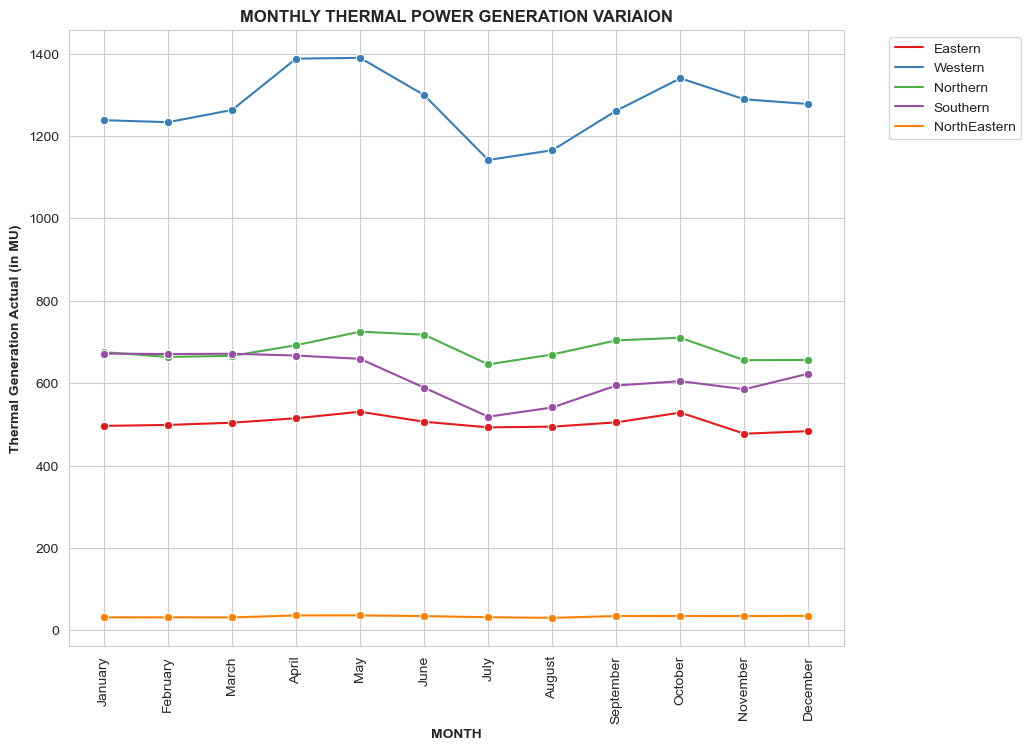 MONTHLY THERMAL POWER GENERATION VARIAION
Eastern
Western
Northern
Southern
NorthEastern
Thermal Generation Actual (in MU)
1400
1200
1000
800
600
400
200
0
January
February
March
April
May
June
July
August
September
October
November
December
MONTH